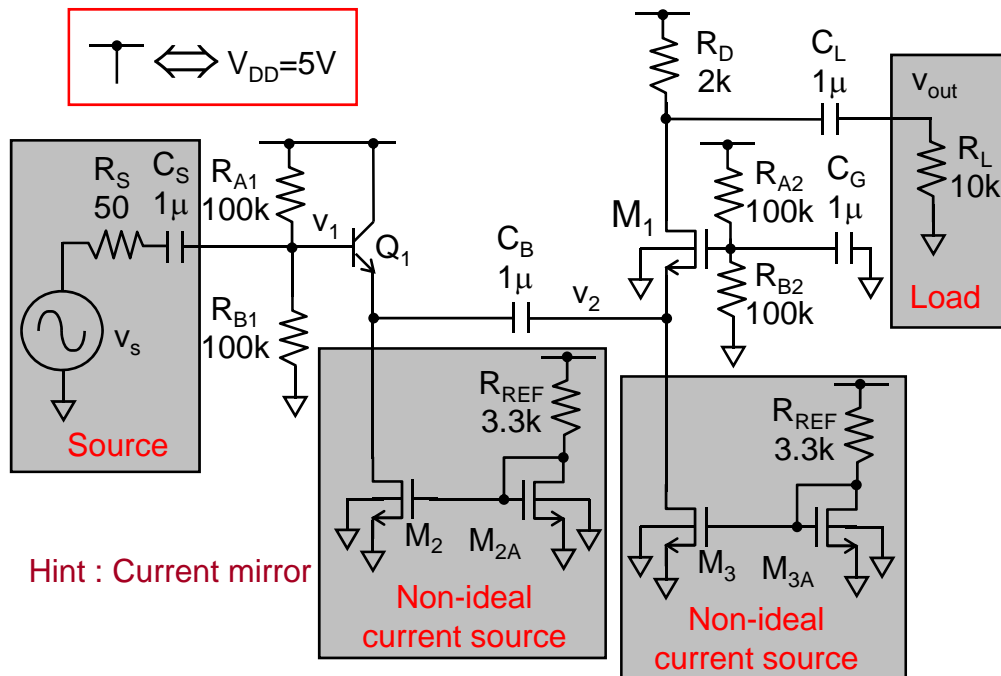 V_DD=5V
R_D
2k
C_L
1μ
v_out
R_L
10k
Load
R_S
50
C_S
1μ
R_A1
100k
v_1
Q_1
R_B1
100k
v_s
Source
C_B
1μ
v_2
M_1
R_A2
100k
C_G
1μ
R_B2
100k
R_REF
3.3k
M_2
M_2A
Non-ideal
current source
R_REF
3.3k
M_3
M_3A
Non-ideal
current source
Hint : Current mirror